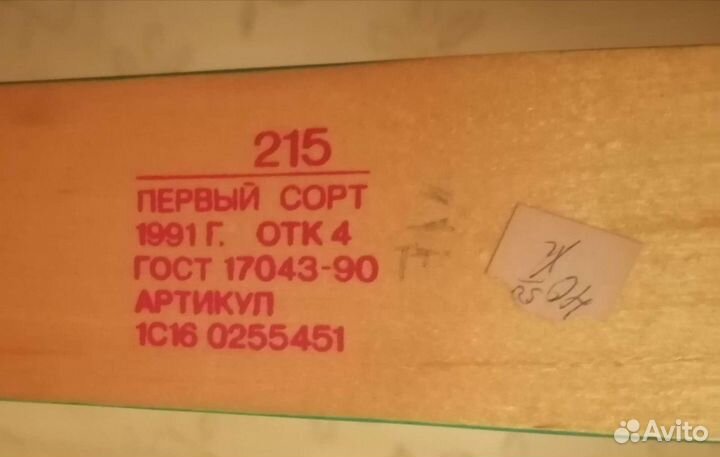 215
ПЕРВЫЙ СОРТ
1991 Г. ОТК 4
ГОСТ 17043-90
АРТИКУЛ
1С16 0255451
Avito